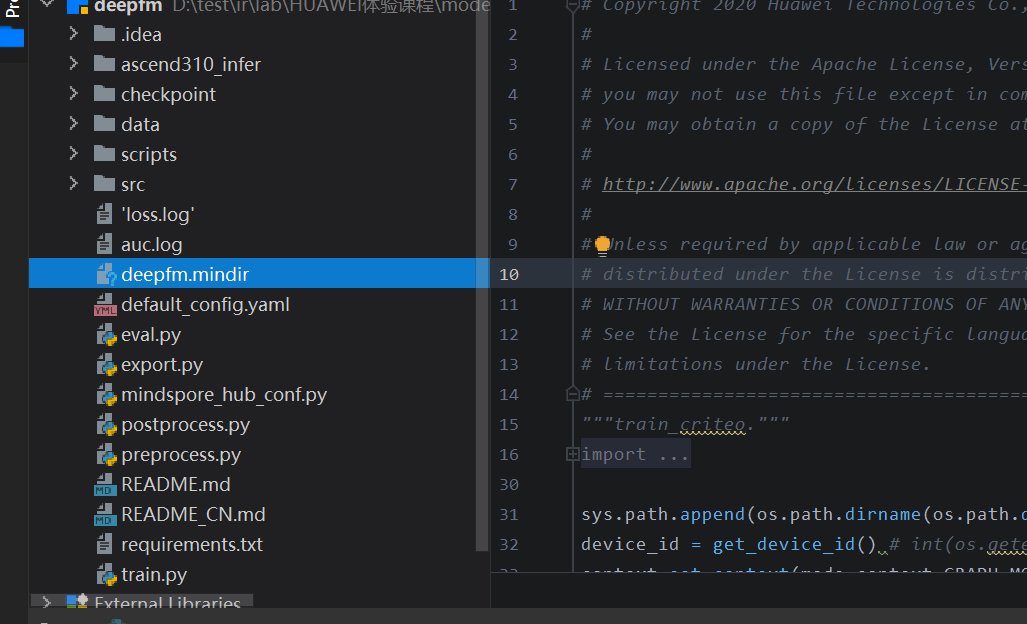 deepfm D:\test\ir\lab\HUAWEI体验课程\mode
.idea
ascend310_infer
checkpoint
data
scripts
src
'loss.log'
auc.log
deepfm.mindir
default_config.yaml
eval.py
export.py
mindspore_hub_conf.py
postprocess.py
preprocess.py
README.md
README_CN.md
requirements.txt
train.py
External Libraries
1 # Copyright 2020 Huawei Technologies Co.,
2 #
3 # Licensed under the Apache License, Vers
4 # you may not use this file except in com
5 # You may obtain a copy of the License at
6 #
7 # http://www.apache.org/licenses/LICENSE-
8 #
9 # Unless required by applicable law or ag
10 # distributed under the License is distri
11 # WITHOUT WARRANTIES OR CONDITIONS OF ANY
12 # See the License for the specific langua
13 # limitations under the License.
14 # =======================================
15 """train_criteo."""
16 import ...
30
31 sys.path.append(os.path.dirname(os.path.d
32 device_id = get_device_id() # int(os.gete